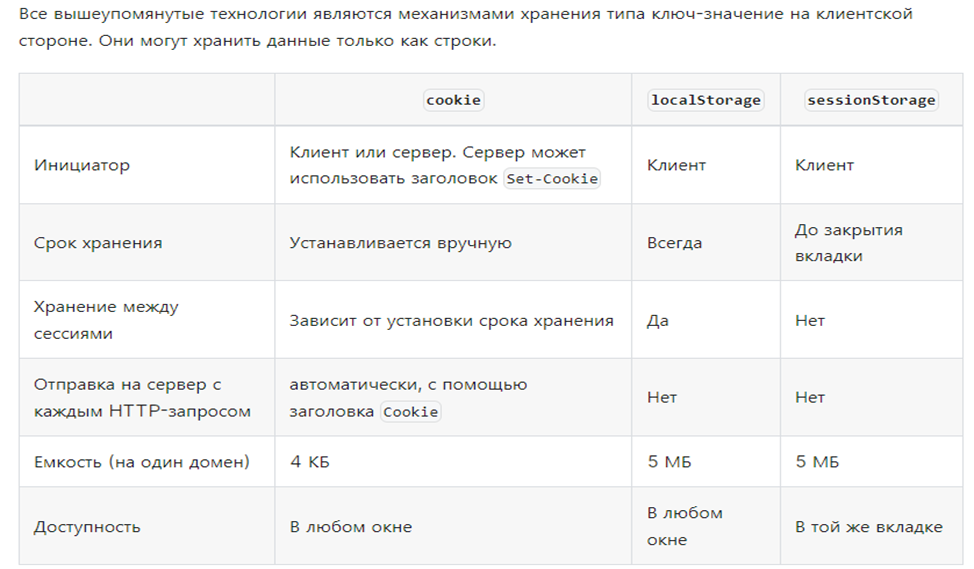 Все вышеупомянутые технологии являются механизмами хранения типа ключ-значение на клиентской
стороне. Они могут хранить данные только как строки.
cookie localStorage sessionStorage
Инициатор
Клиент или сервер. Сервер может
использовать заголовок Set-Cookie
Клиент
Клиент
Срок хранения
Устанавливается вручную
Всегда
До закрытия
вкладки
Хранение между
сессиями
Зависит от установки срока хранения
Да
Нет
Отправка на сервер с
каждым HTTP-запросом
автоматически, с помощью
заголовка Cookie
Нет
Нет
Емкость (на один домен)
4 КБ
5 МБ
5 МБ
Доступность
В любом окне
В любом
окне
В той же вкладке